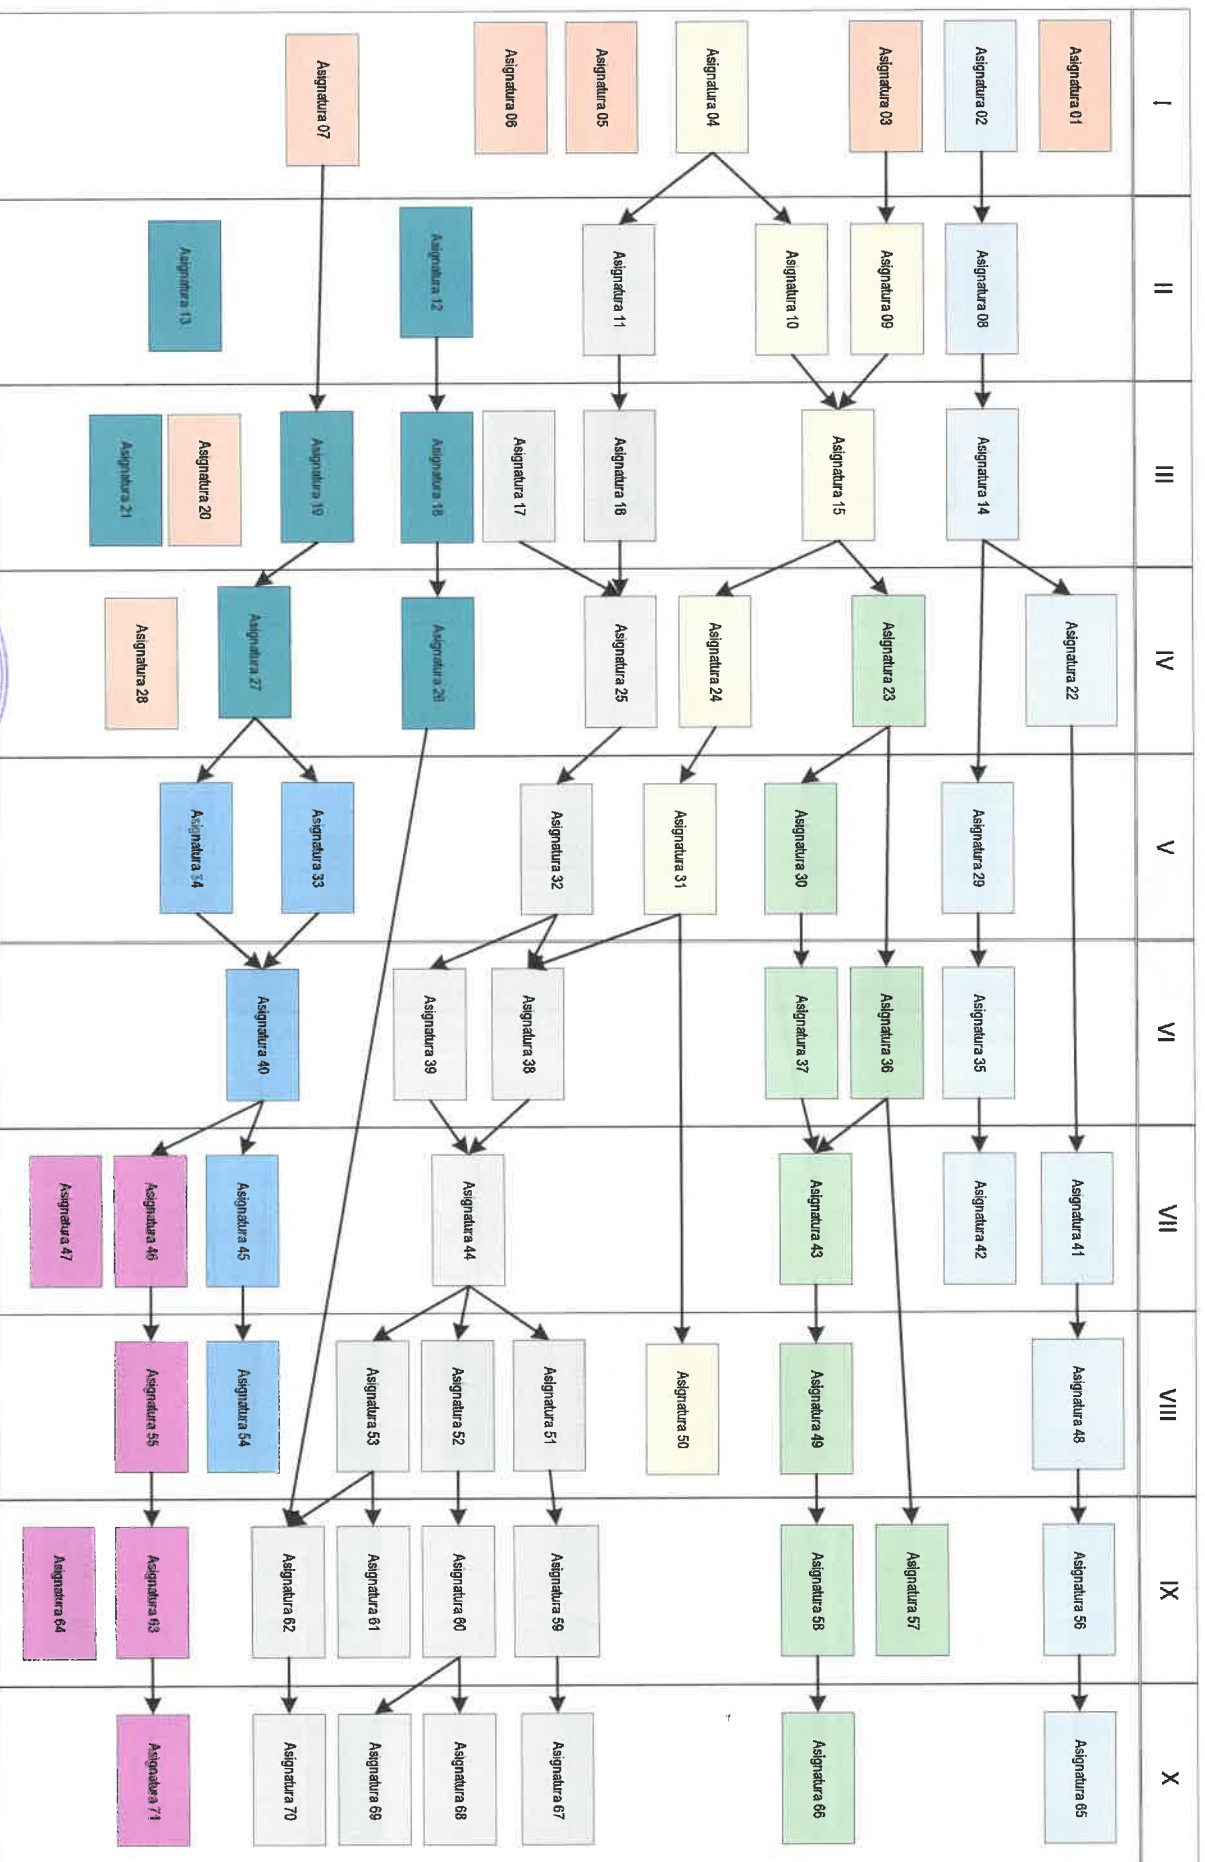 I
Asignatura 01
Asignatura 02
Asignatura 03
Asignatura 04
Asignatura 05
Asignatura 06
Asignatura 07
II
Asignatura 08
Asignatura 09
Asignatura 10
Asignatura 11
Asignatura 12
Asignatura 13
III
Asignatura 14
Asignatura 15
Asignatura 16
Asignatura 17
Asignatura 18
Asignatura 19
Asignatura 20
Asignatura 21
IV
Asignatura 22
Asignatura 23
Asignatura 24
Asignatura 25
Asignatura 26
Asignatura 27
Asignatura 28
V
Asignatura 29
Asignatura 30
Asignatura 31
Asignatura 32
Asignatura 33
Asignatura 34
VI
Asignatura 35
Asignatura 36
Asignatura 37
Asignatura 38
Asignatura 39
Asignatura 40
VII
Asignatura 41
Asignatura 42
Asignatura 43
Asignatura 44
Asignatura 45
Asignatura 46
Asignatura 47
VIII
Asignatura 48
Asignatura 49
Asignatura 50
Asignatura 51
Asignatura 52
Asignatura 53
Asignatura 54
Asignatura 55
IX
Asignatura 56
Asignatura 57
Asignatura 58
Asignatura 59
Asignatura 60
Asignatura 61
Asignatura 62
Asignatura 63
Asignatura 64
X
Asignatura 65
Asignatura 66
Asignatura 67
Asignatura 68
Asignatura 69
Asignatura 70
Asignatura 71